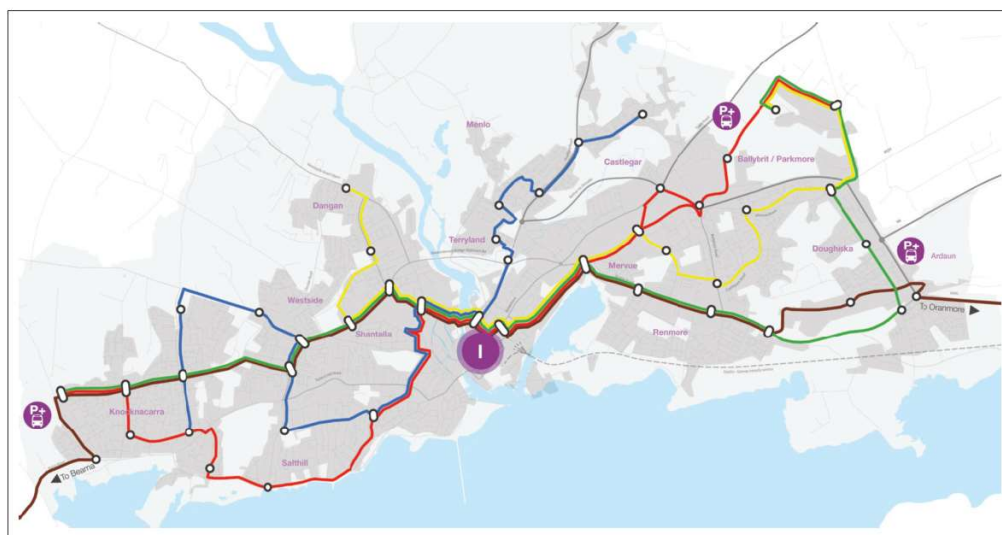 Menlo
Castlegar
P+
Ballybrit / Parkmore
Dangan
Terryland
Doughiska
P+
Ardaun
Mervue
Westside
To Oranmore
Shantalla
Renmore
I
P+
Knocknacarra
Salthill
To Bearna